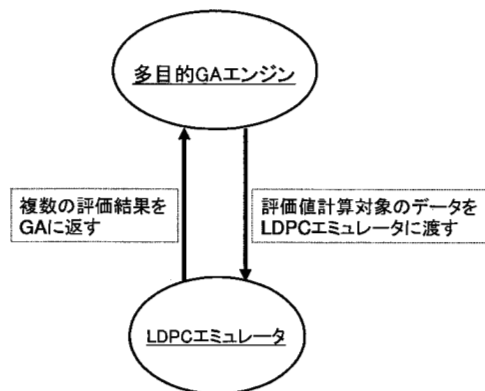 多目的GAエンジン
複数の評価結果を
GAに返す
評価値計算対象のデータを
LDPCエミュレータに渡す
LDPCエミュレータ